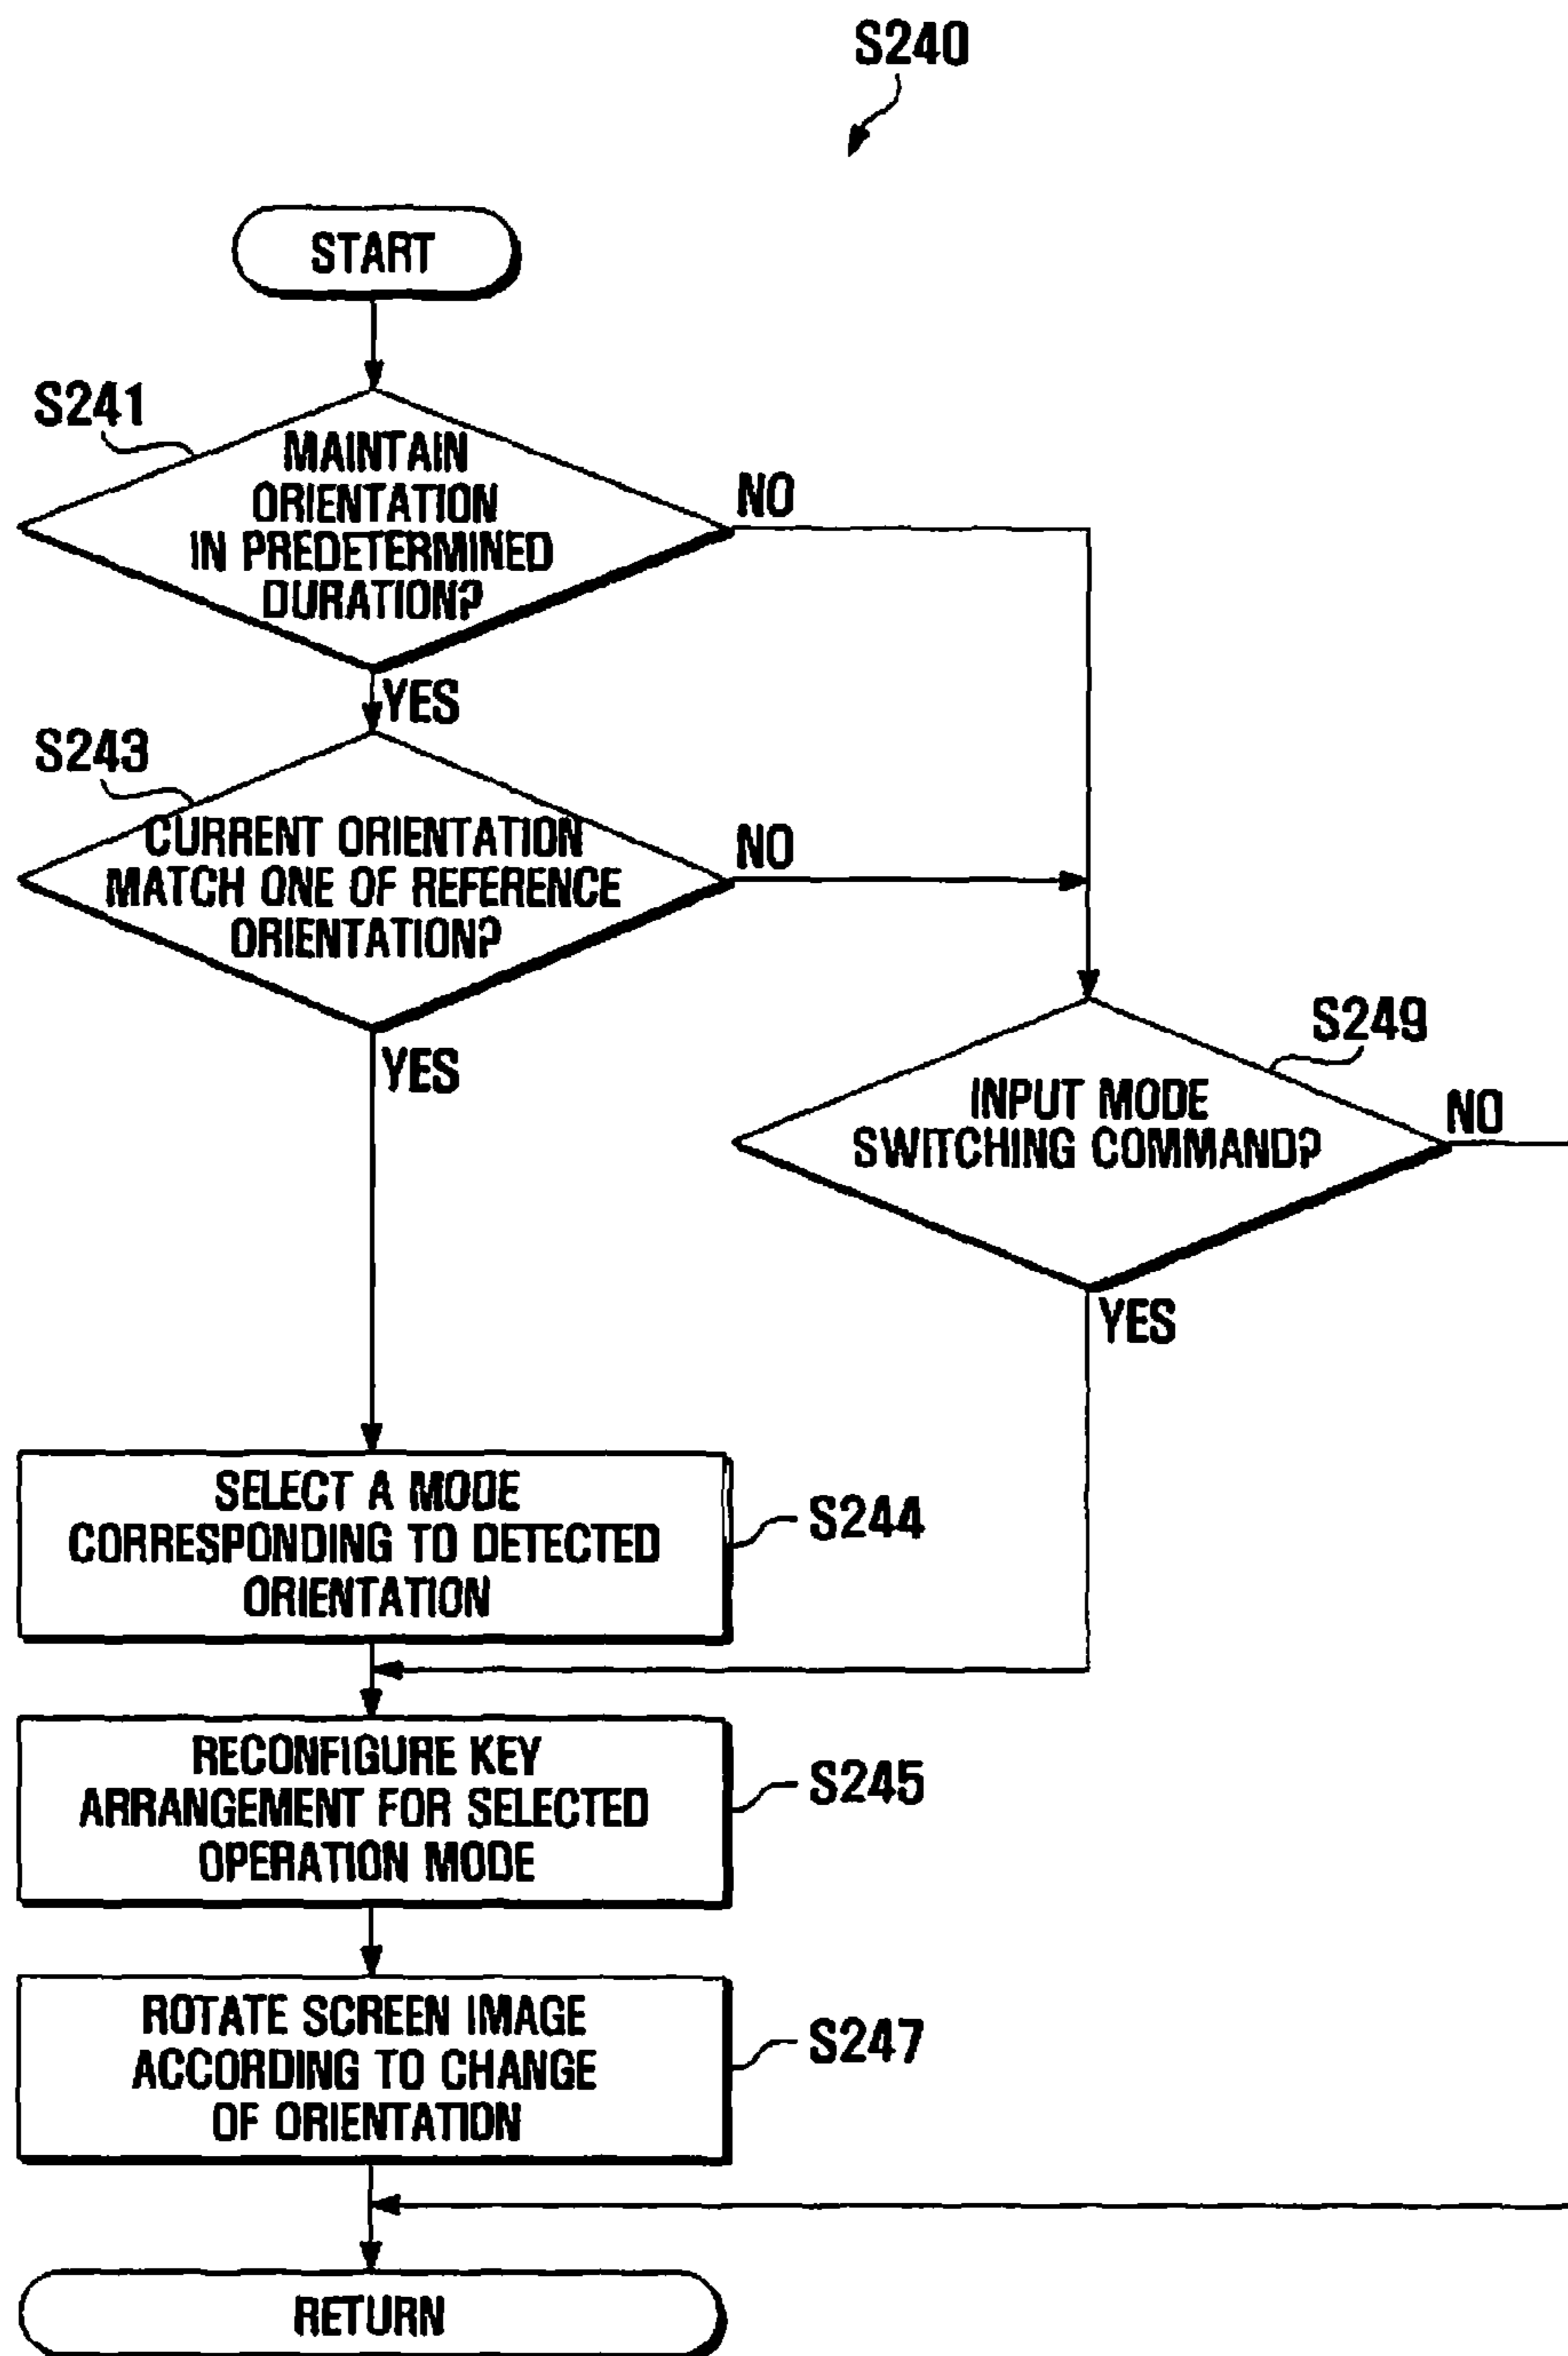 S240
START
S241
MAINTAIN
ORIENTATION
IN PREDETERMINED
DURATION?
NO
YES
S243
CURRENT ORIENTATION
MATCH ONE OF REFERENCE
ORIENTATION?
NO
YES
S249
INPUT MODE
SWITCHING COMMAND?
NO
YES
SELECT A MODE
CORRESPONDING TO DETECTED
ORIENTATION
S244
RECONFIGURE KEY
ARRANGEMENT FOR SELECTED
OPERATION MODE
S245
ROTATE SCREEN IMAGE
ACCORDING TO CHANGE
OF ORIENTATION
S247
RETURN